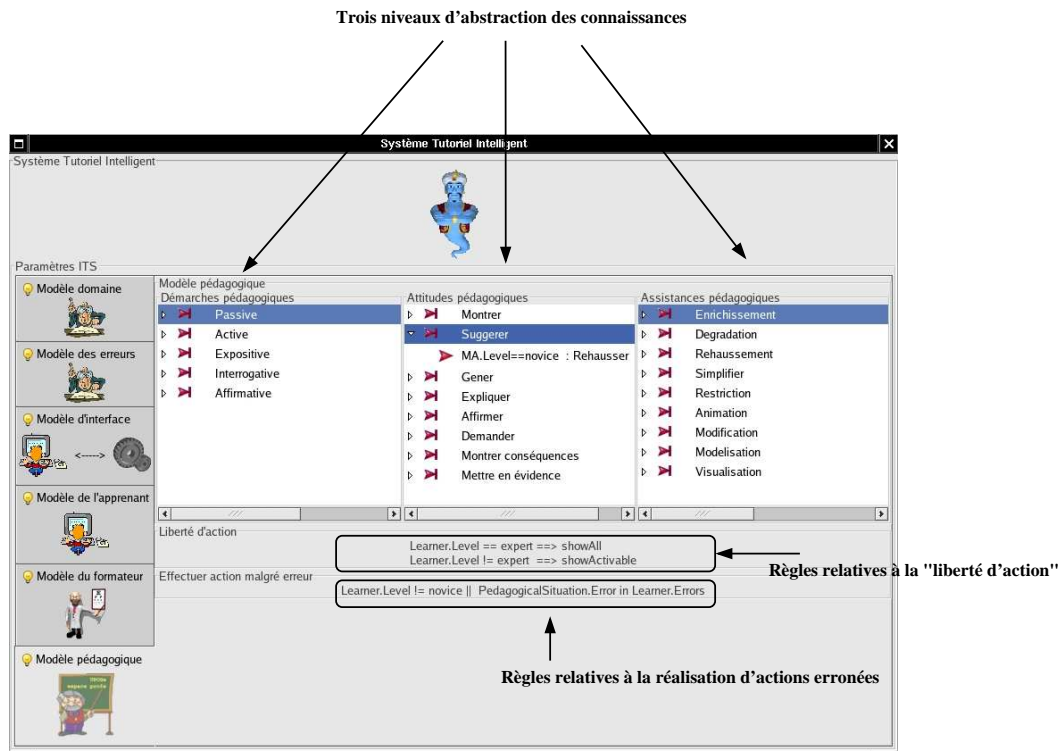 Trois niveaux d'abstraction des connaissances
Système Tutoriel Intelligent
Système Tutoriel Intelligent
Paramètres ITS
Modèle domaine
Modèle des erreurs
Modèle d'interface
<---->
Modèle de l'apprenant
Modèle du formateur
Modèle pédagogique
Modèle pédagogique
Démarches pédagogiques
Passive
Active
Expositive
Interrogative
Affirmative
Attitudes pédagogiques
Montrer
Suggerer
MA.Level==novice : Rehausser
Gener
Expliquer
Affirmer
Demander
Montrer conséquences
Mettre en évidence
Assistances pédagogiques
Enrichissement
Degradation
Rehaussement
Simplifier
Restriction
Animation
Modification
Modelisation
Visualisation
Liberté d'action
Learner.Level == expert ==> showAll
Learner.Level != expert ==> showActivable
Règles relatives à la "liberté d'action"
Effectuer action malgré erreur
Learner.Level != novice || PedagogicalSituation.Error in Learner.Errors
Règles relatives à la réalisation d'actions erronées